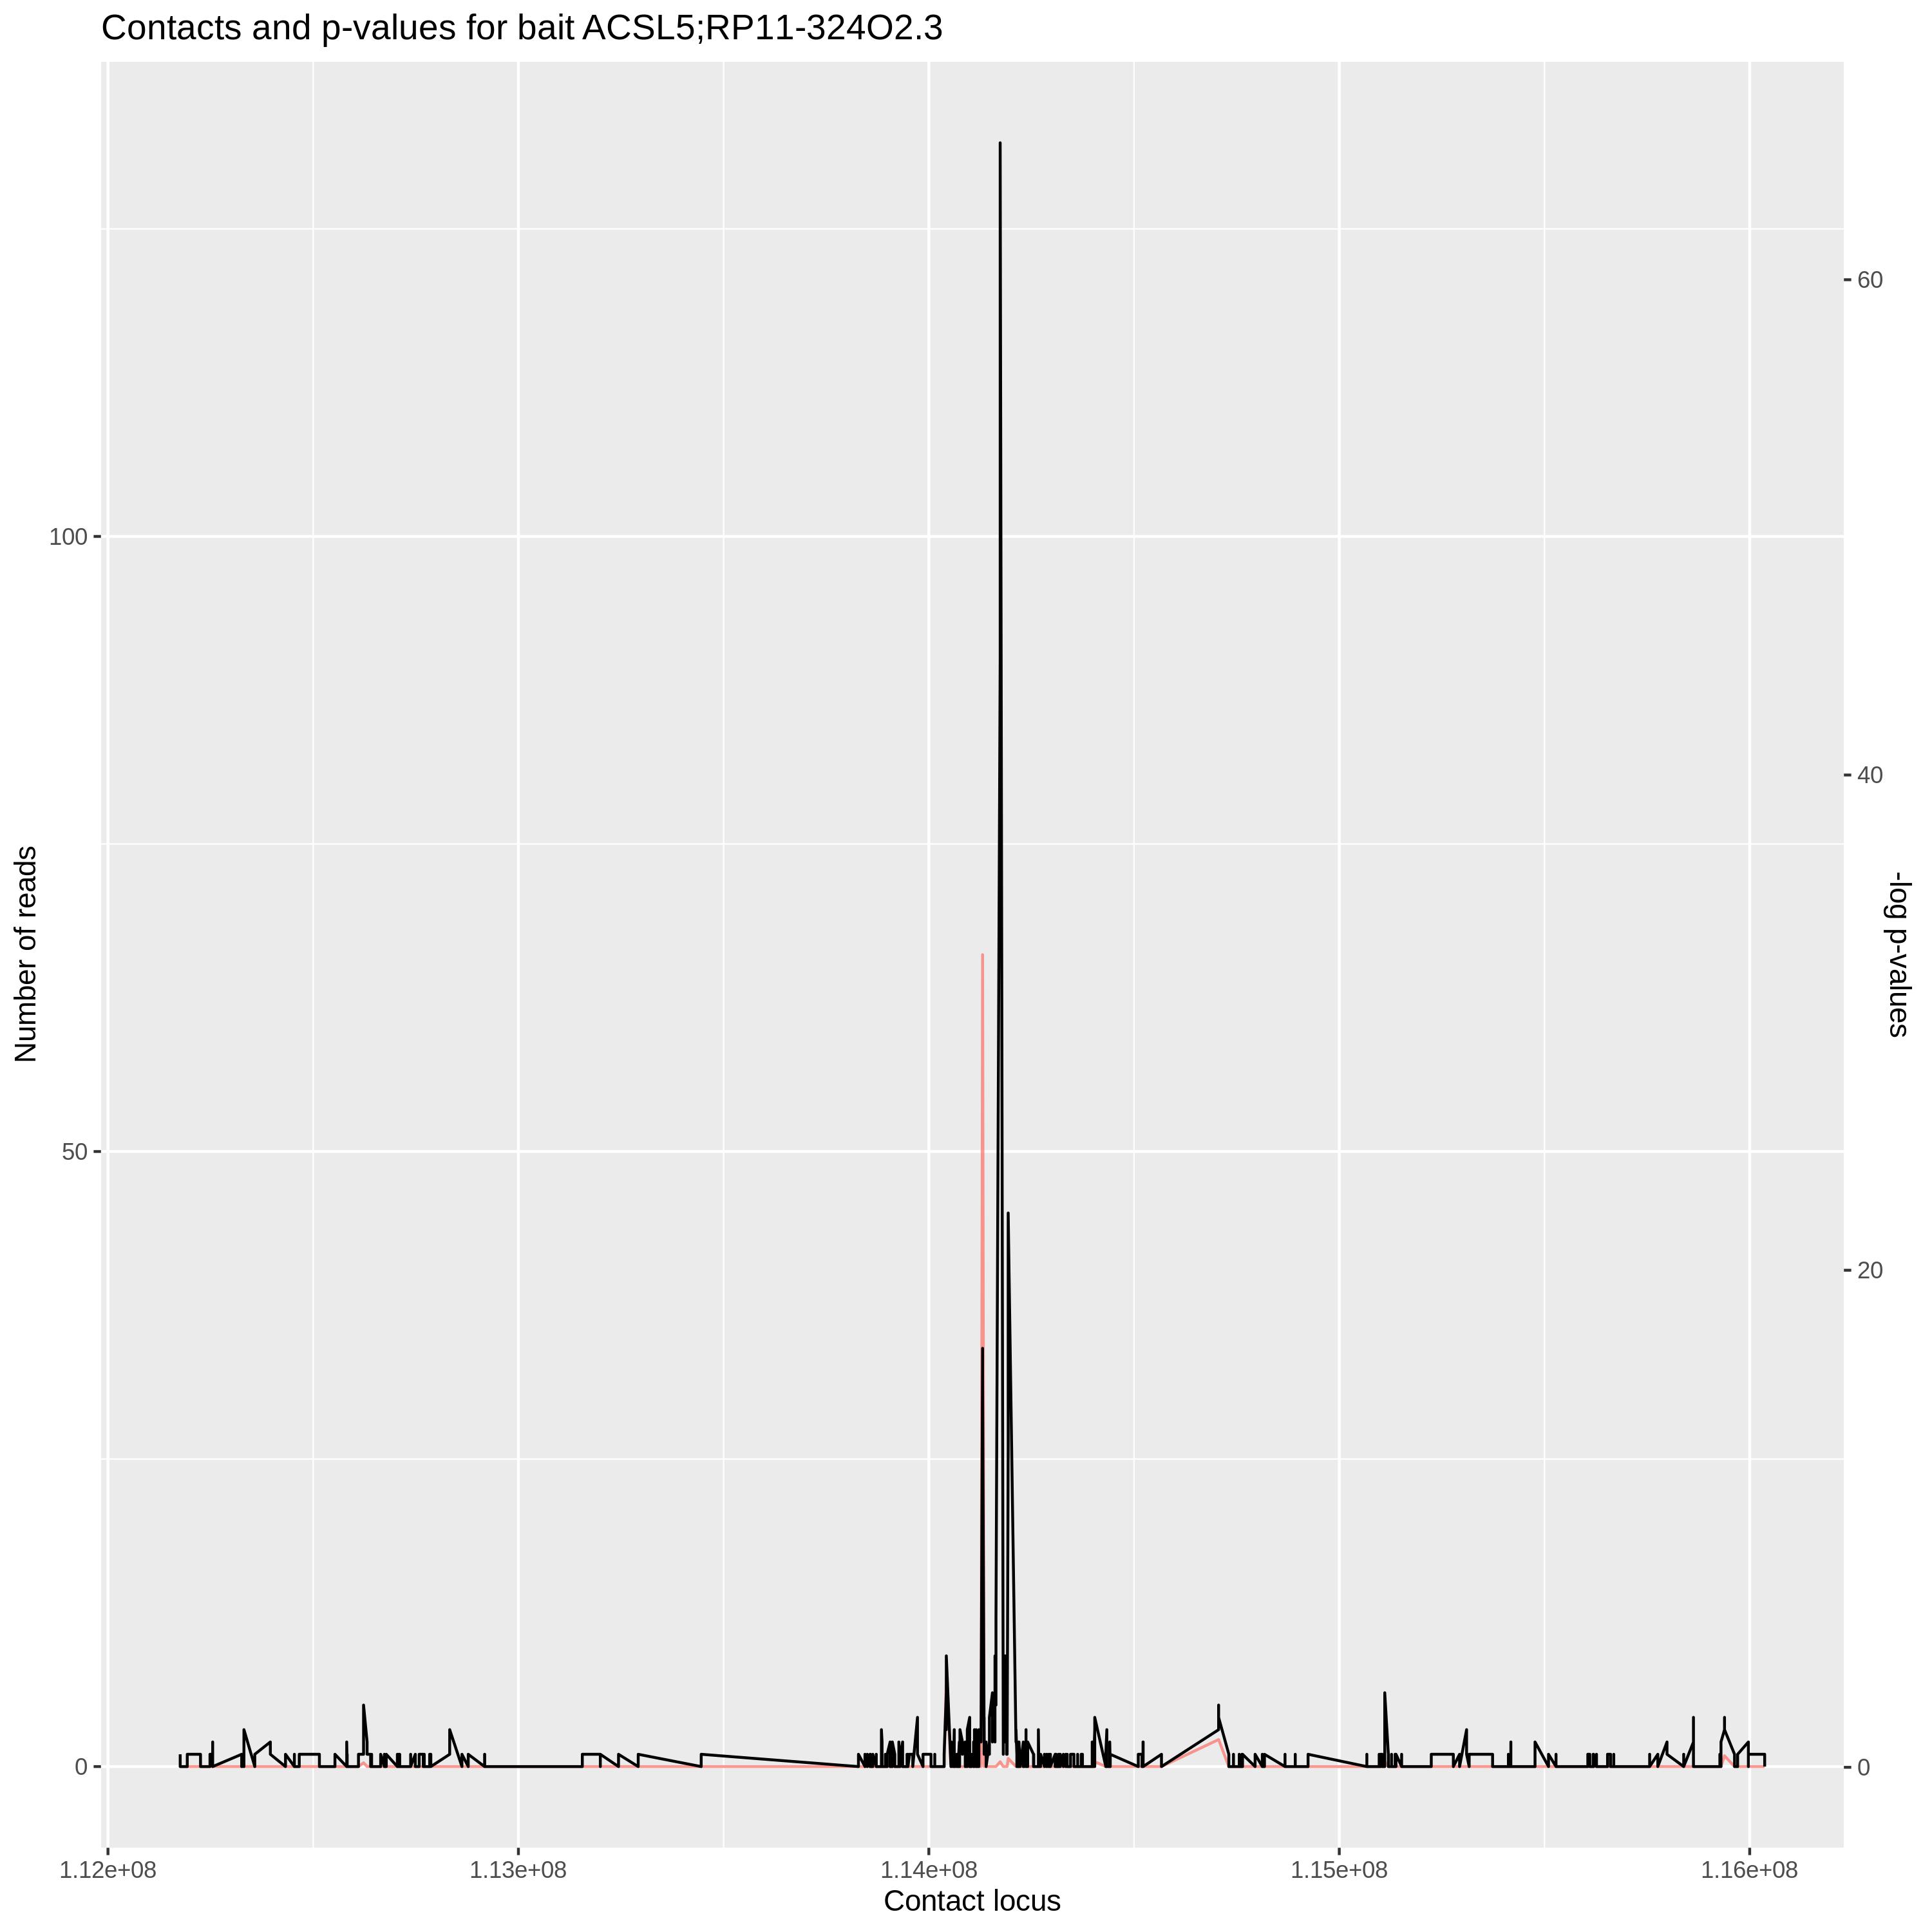 Contacts and p-values for bait ACSL5;RP11-324O2.3
Number of reads
100
50
0
60
40
20
0
-log p-values
1.12e+08 1.13e+08 1.14e+08 1.15e+08 1.16e+08
Contact locus